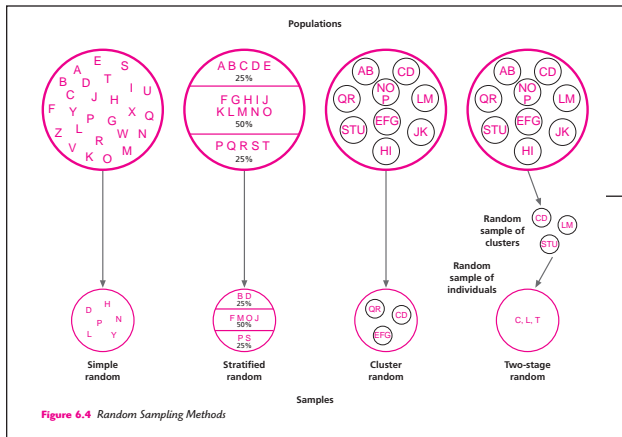 Populations
E
A
S
B
D
T
I
U
C
J
H
F
Y
P
G
X
Q
Z
L
R
W
N
V
K
O
M
A B C D E
25%
F G H I J
K L M N O
50%
P Q R S T
25%
AB
CD
NO
P
QR
LM
EFG
STU
JK
HI
AB
CD
NO
P
QR
LM
EFG
STU
JK
HI
Random
sample of
clusters
CD
LM
STU
Random
sample of
individuals
D
H
P
N
L
Y
B D
25%
F M O J
50%
P S
25%
QR
CD
EFG
C, L, T
Simple
random
Stratified
random
Cluster
random
Two-stage
random
Samples
Figure 6.4 Random Sampling Methods